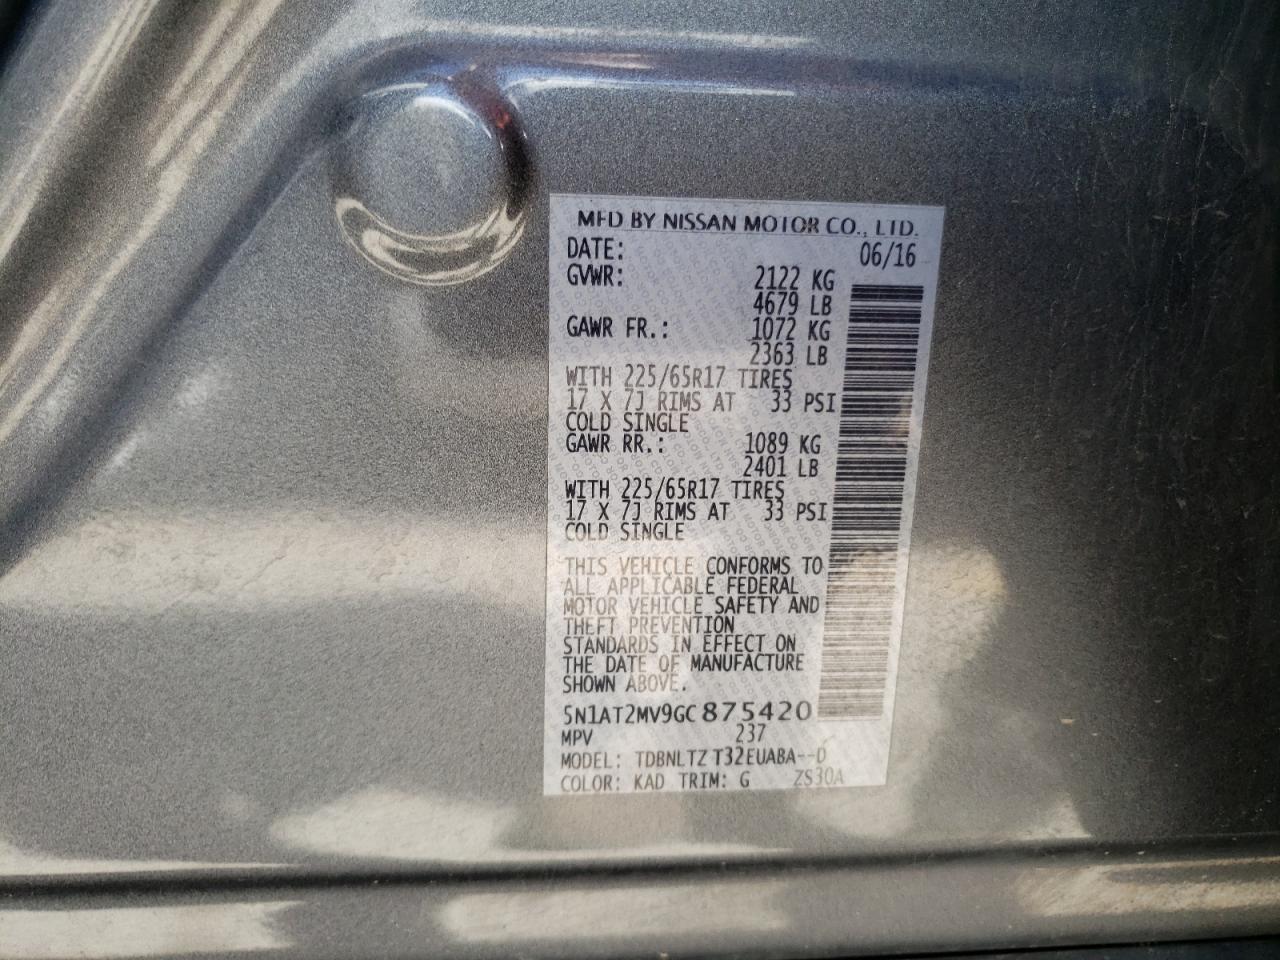 MFD BY NISSAN MOTOR CO., LTD.
DATE: 06/16
GVWR: 2122 KG
4679 LB
GAWR FR.: 1072 KG
2363 LB
WITH 225/65R17 TIRES
17 X 7J RIMS AT 33 PSI
COLD SINGLE
GAWR RR.: 1089 KG
2401 LB
WITH 225/65R17 TIRES
17 X 7J RIMS AT 33 PSI
COLD SINGLE
THIS VEHICLE CONFORMS TO
ALL APPLICABLE FEDERAL
MOTOR VEHICLE SAFETY AND
THEFT PREVENTION
STANDARDS IN EFFECT ON
THE DATE OF MANUFACTURE
SHOWN ABOVE.
5N1AT2MV9GC875420
MPV 237
MODEL: TDBNLTZ T32EUABA--D
COLOR: KAD TRIM: G ZS30A